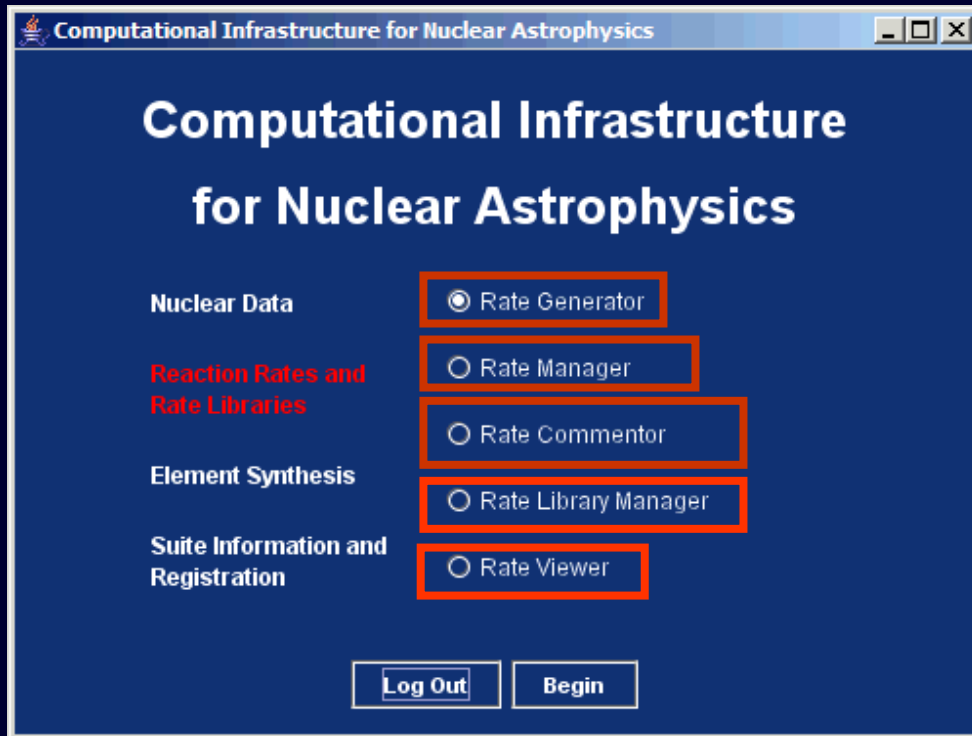 Computational Infrastructure for Nuclear Astrophysics
Computational Infrastructure
for Nuclear Astrophysics
Nuclear Data
Reaction Rates and
Rate Libraries
Element Synthesis
Suite Information and
Registration
Rate Generator
Rate Manager
Rate Commentor
Rate Library Manager
Rate Viewer
Log Out
Begin